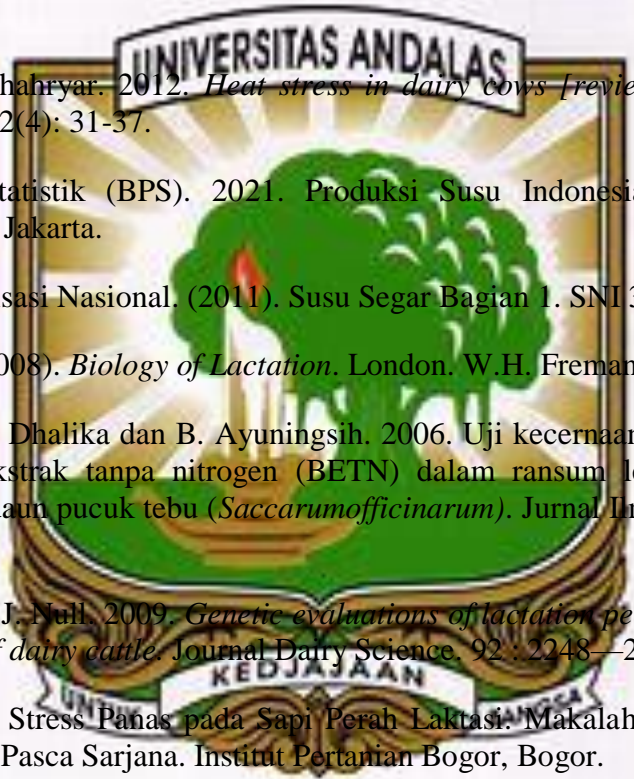 UNIVERSITAS ANDALAS
hahryar. 2012. Heat stress in dairy cows [revie
2(4): 31-37.
tatistik (BPS). 2021. Produksi Susu Indonesia
Jakarta.
sasi Nasional. (2011). Susu Segar Bagian 1. SNI 3
008). Biology of Lactation. London. W.H. Freman
Dhalika dan B. Ayuningsih. 2006. Uji kecernaan
kstrak tanpa nitrogen (BETN) dalam ransum l
aun pucuk tebu (Saccarumofficinarum). Jurnal Il
J. Null. 2009. Genetic evaluations of lactation pe
f dairy cattle. Journal Dairy Science. 92 : 2248—2
UNTUK KEDJAJAAN BANGSA
Stress Panas pada Sapi Perah Laktasi. Makalah
Pasca Sarjana. Institut Pertanian Bogor, Bogor.